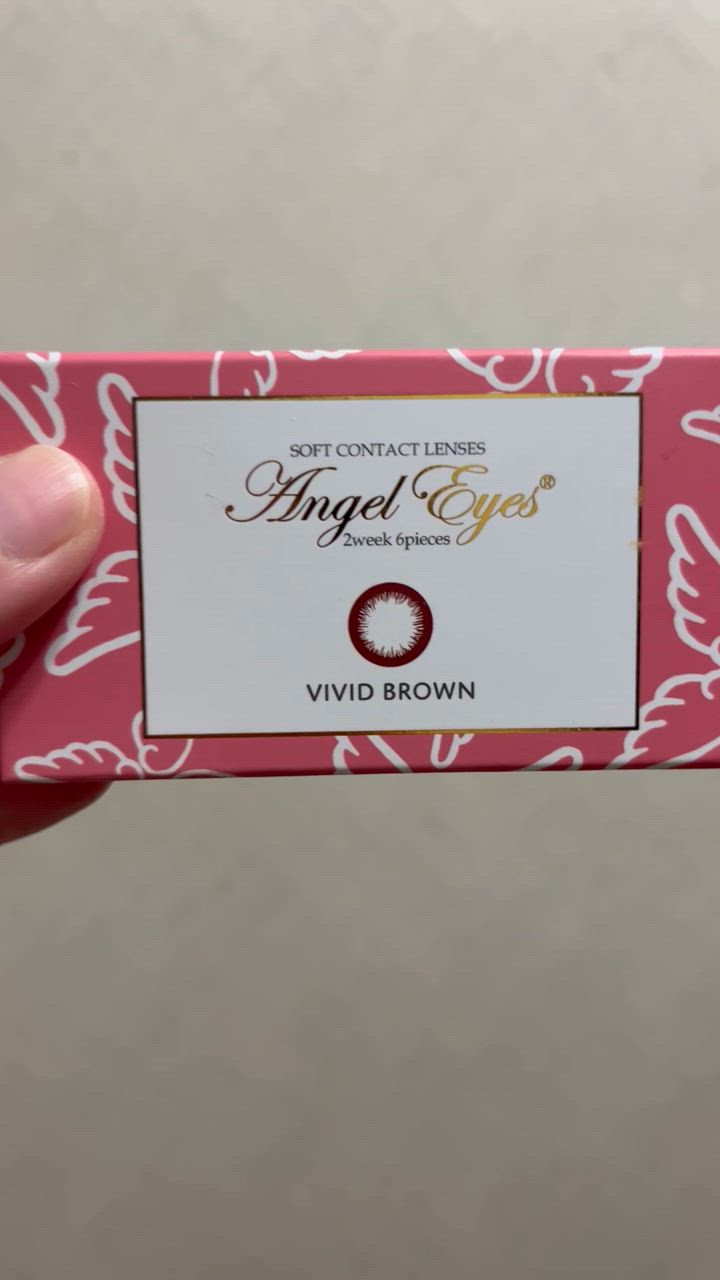 SOFT CONTACT LENSES
Angel Eyes®
2week 6pieces
VIVID BROWN